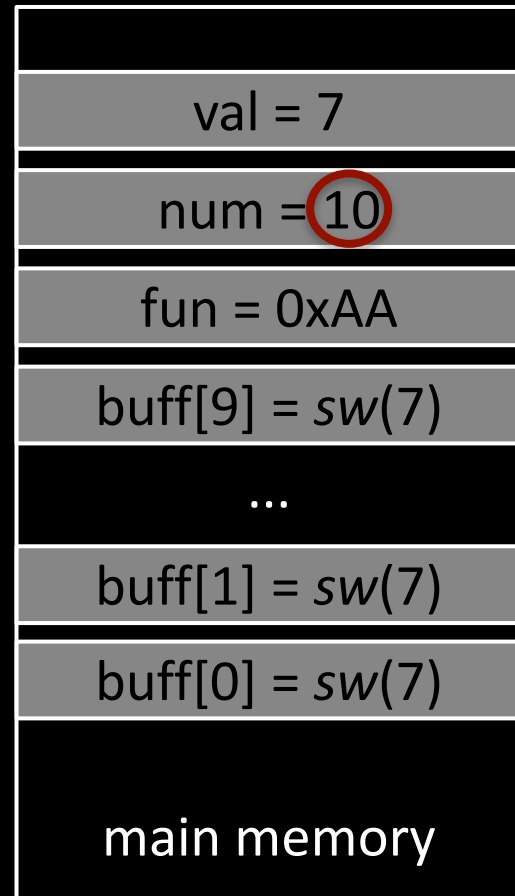 val = 7
num = 10
fun = 0xAA
buff[9] = sw(7)
...
buff[1] = sw(7)
buff[0] = sw(7)
main memory